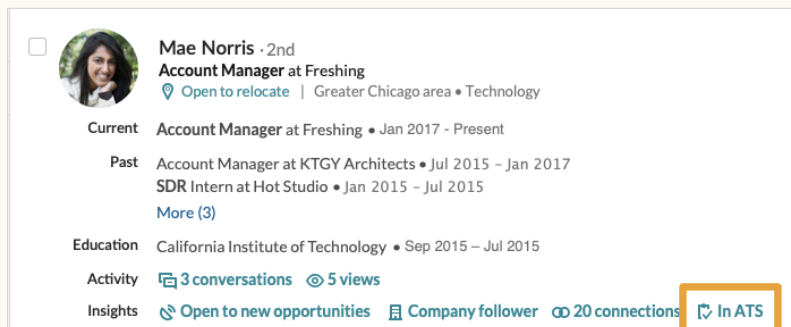 Mae Norris · 2nd
Account Manager at Freshing
Open to relocate | Greater Chicago area • Technology
Current Account Manager at Freshing • Jan 2017 - Present
Past Account Manager at KTGY Architects • Jul 2015 – Jan 2017
SDR Intern at Hot Studio • Jan 2015 – Jul 2015
More (3)
Education California Institute of Technology • Sep 2015 – Jul 2015
Activity 3 conversations 5 views
Insights Open to new opportunities Company follower 20 connections In ATS